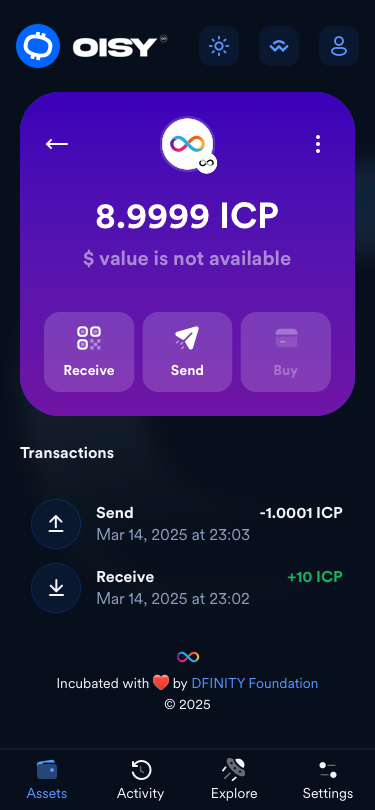 OISY
8.9999 ICP
$ value is not available
Receive
Send
Buy
Transactions
Send
-1.0001 ICP
Mar 14, 2025 at 23:03
Receive
+10 ICP
Mar 14, 2025 at 23:02
Incubated with ❤️ by DFINITY Foundation
© 2025
Assets
Activity
Explore
Settings